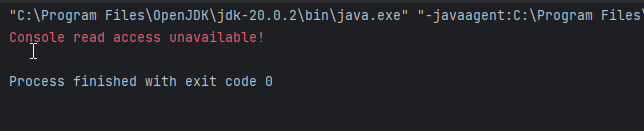 "C:\Program Files\OpenJDK\jdk-20.0.2\bin\java.exe" "-javaagent:C:\Program Files\
Console read access unavailable!
Process finished with exit code 0